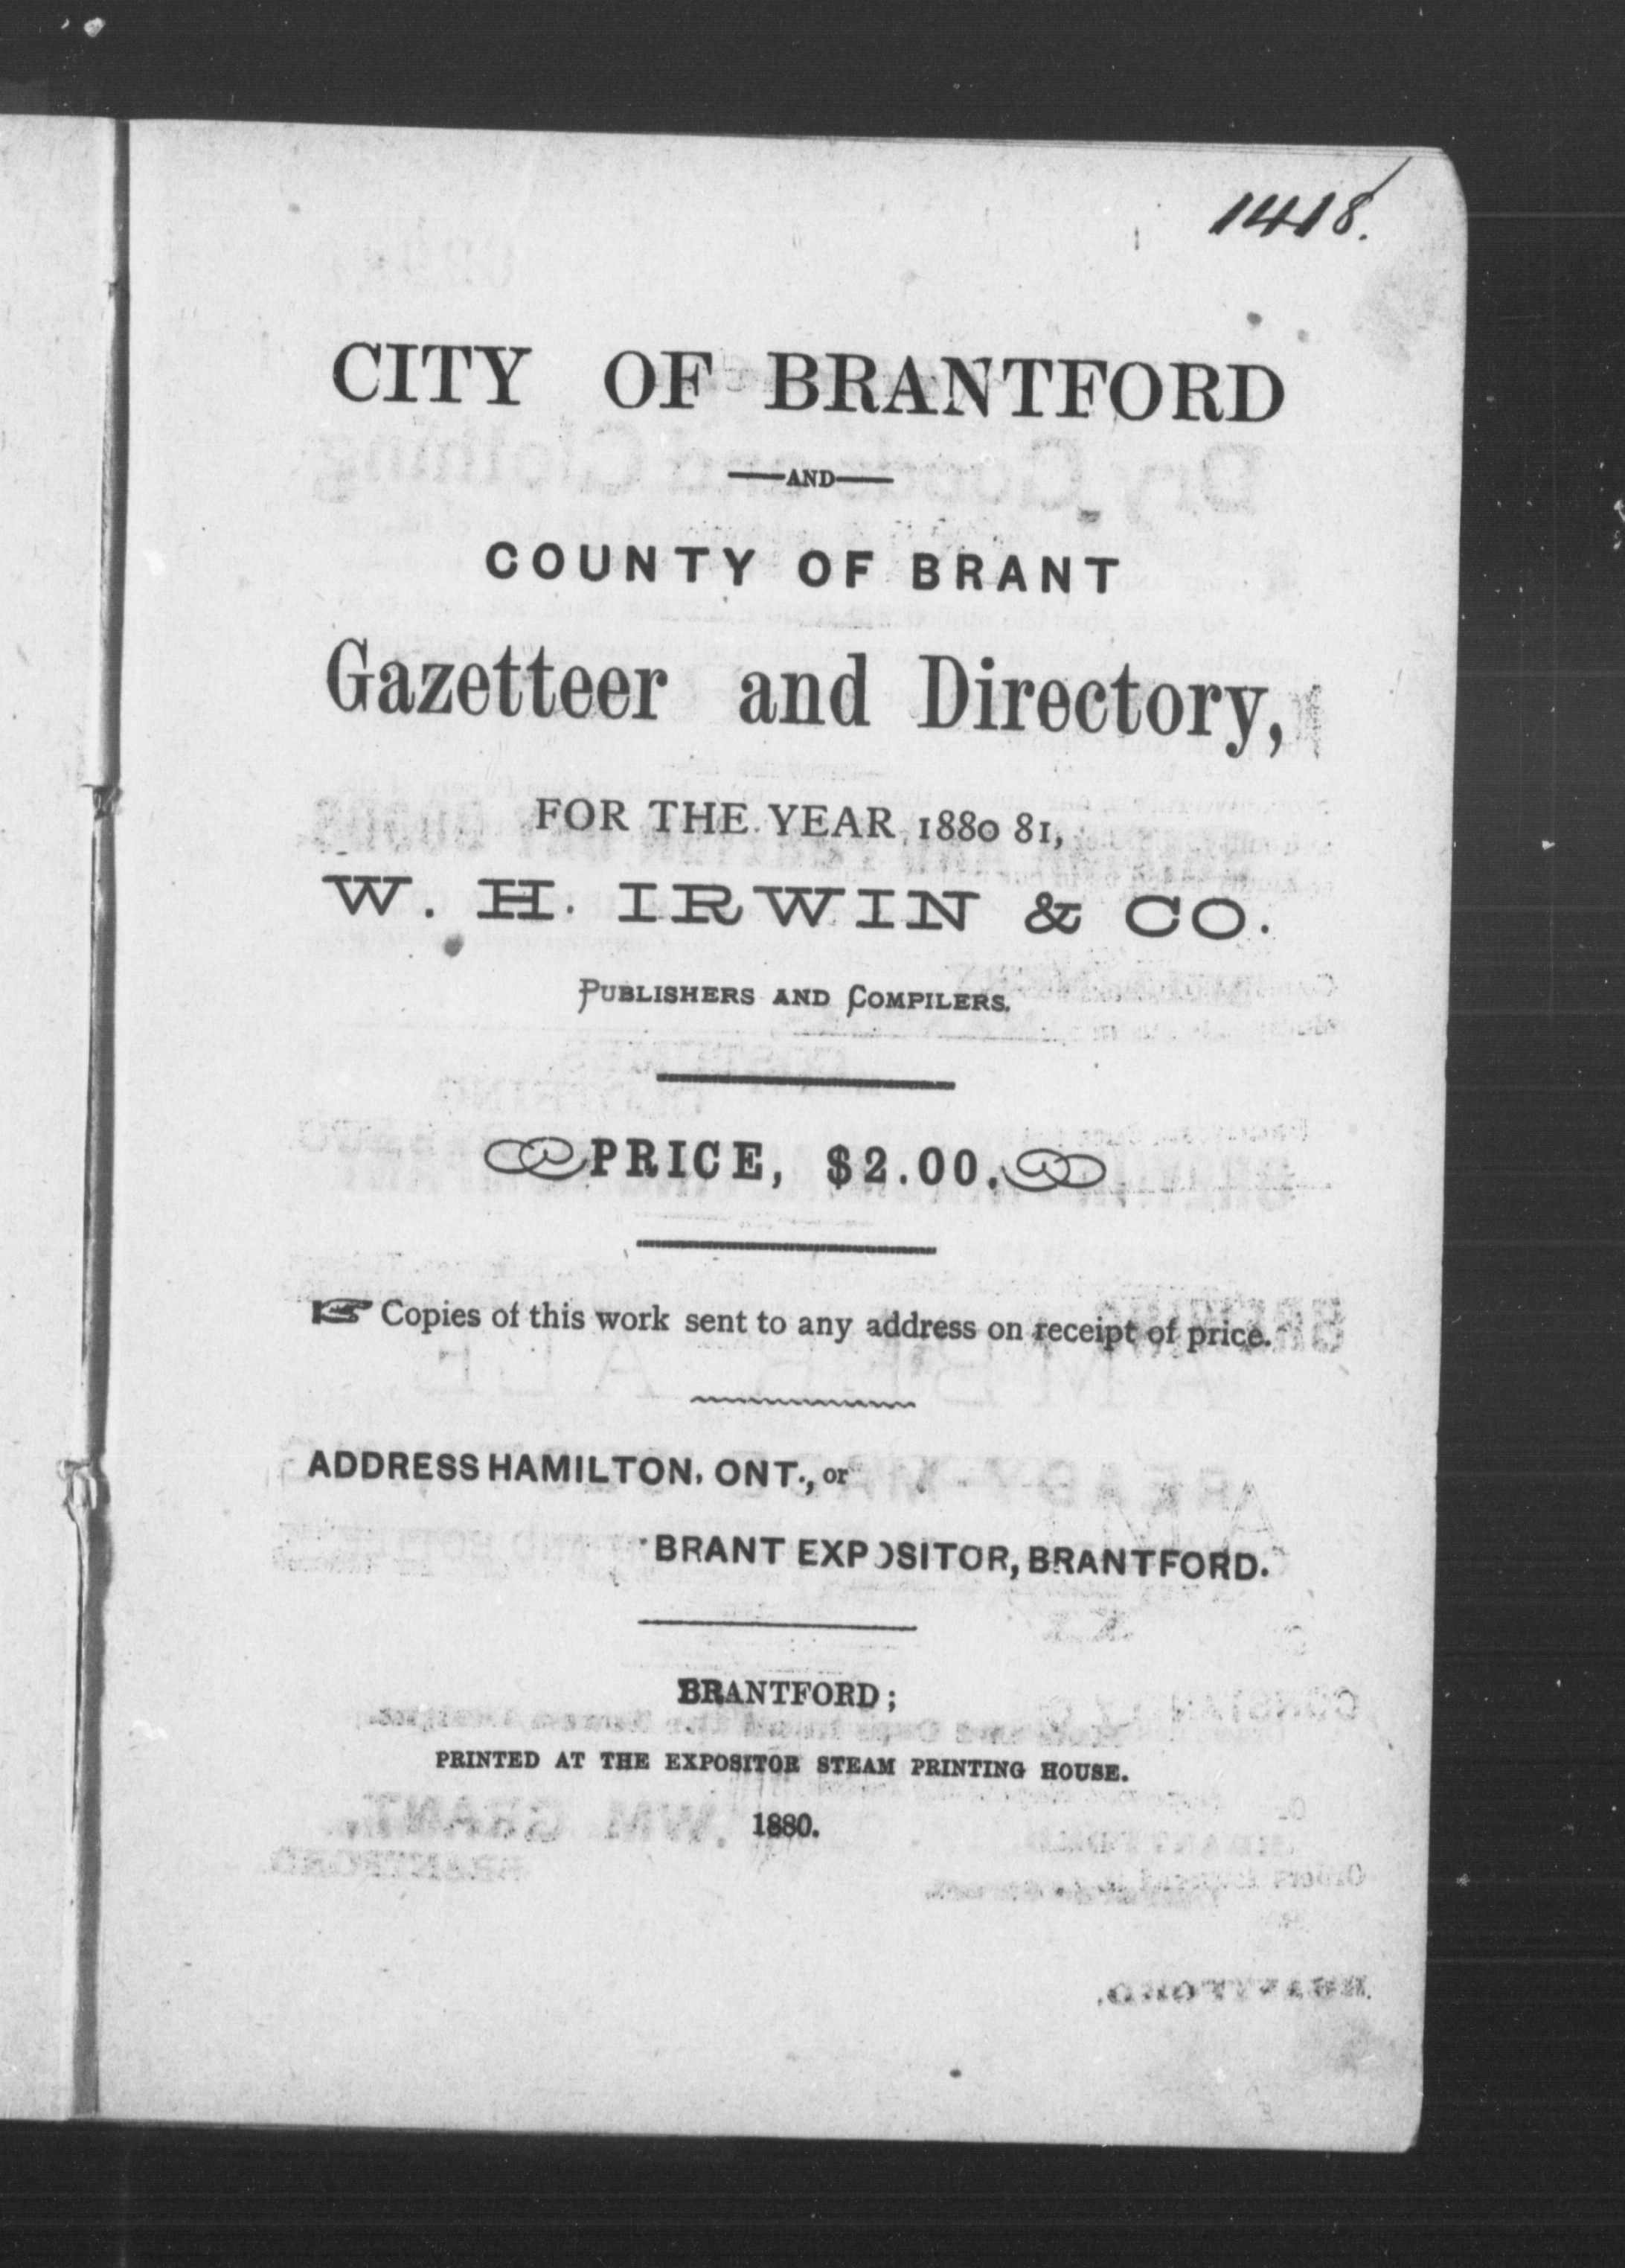 1418.
CITY OF BRANTFORD
—AND—
COUNTY OF BRANT
Gazetteer and Directory,
FOR THE YEAR 1880 81,
W. H. IRWIN & CO.
PUBLISHERS AND COMPILERS.
PRICE, $2.00.
☞ Copies of this work sent to any address on receipt of price.
ADDRESS HAMILTON, ONT., or
BRANT EXPOSITOR, BRANTFORD.
BRANTFORD;
PRINTED AT THE EXPOSITOR STEAM PRINTING HOUSE.
1880.